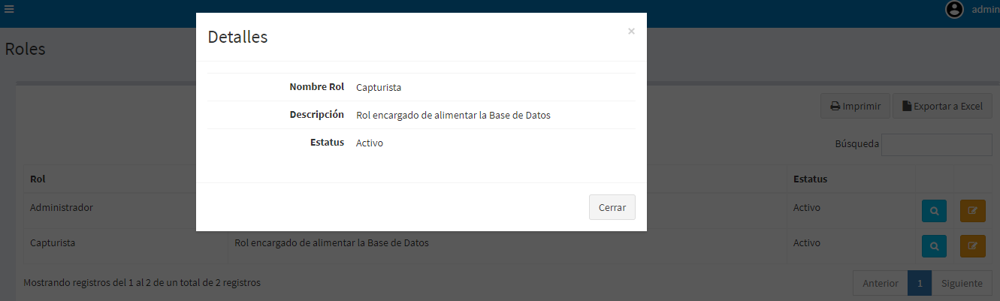 admin
Roles
Detalles
×
Nombre Rol Capturista
Descripción Rol encargado de alimentar la Base de Datos
Estatus Activo
Cerrar
Imprimir Exportar a Excel
Búsqueda
Rol Estatus
Administrador Activo
Capturista Rol encargado de alimentar la Base de Datos Activo
Mostrando registros del 1 al 2 de un total de 2 registros
Anterior 1 Siguiente